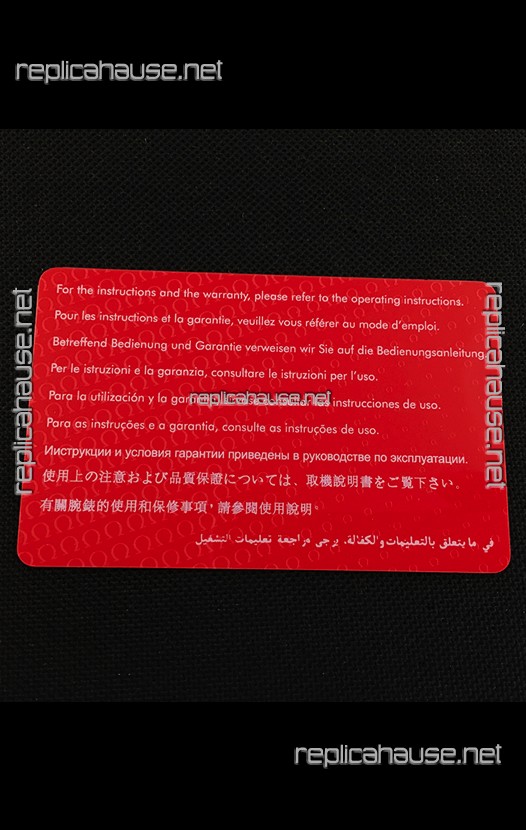 replicahause.net
replicahause.net
replicahause.net
For the instructions and the warranty, please refer to the operating instructions.
Pour les instructions et la garantie, veuillez vous référer au mode d'emploi.
Betreffend Bedienung und Garantie verweisen wir Sie auf die Bedienungsanleitung.
Per le istruzioni e la garanzia, consultare le istruzioni per l'uso.
Para la utilización y la las instrucciones de uso.
replicahause.net
Para as instruções e a garantia, consulte as instruções de uso.
Инструкции и условия гарантии приведены в руководстве по эксплуатации.
使用上の注意および品質保證については、取機說明書をご覧下さい。
有關腕錶的使用和保修事項，請參閱使用說明。
في ما يتعلق بالتعليمات والكفالة، يرجى مراجعة تعليمات التشغيل
replicahause.net